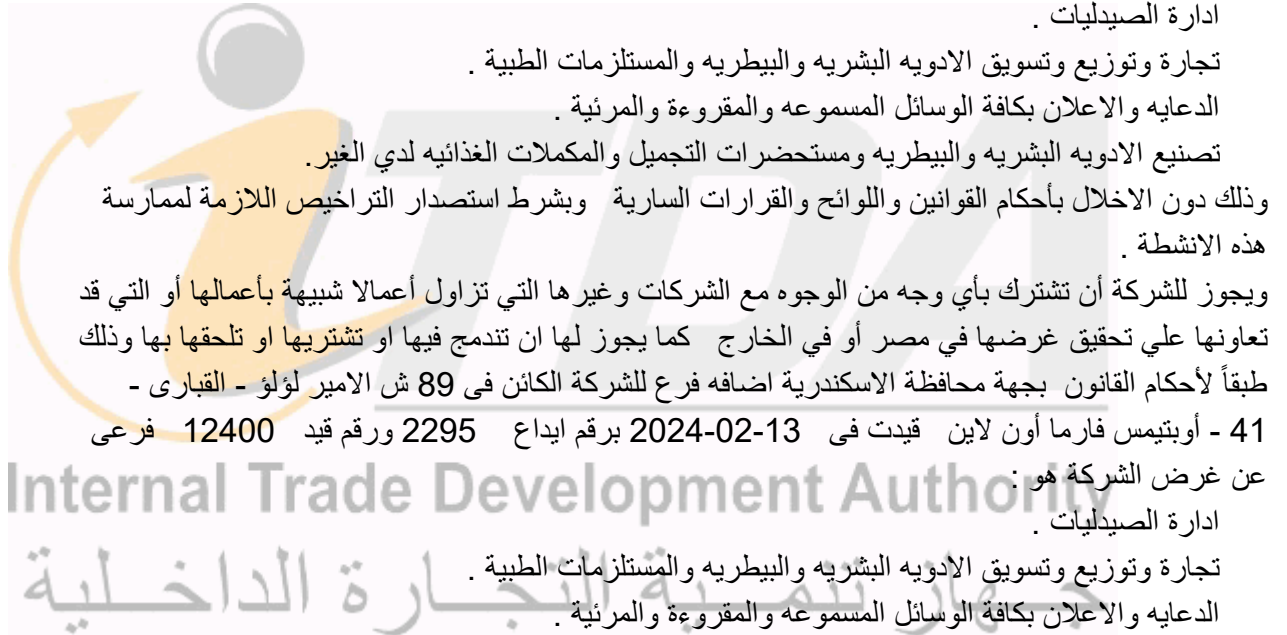 ادارة الصيدليات .
تجارة وتوزيع وتسويق الادويه البشريه والبيطريه والمستلزمات الطبية .
الدعايه والاعلان بكافة الوسائل المسموعه والمقروءة والمرئية .
تصنيع الادويه البشريه والبيطريه ومستحضرات التجميل والمكملات الغذائيه لدي الغير.
وذلك دون الاخلال بأحكام القوانين واللوائح والقرارات السارية وبشرط استصدار التراخيص اللازمة لممارسة
هذه الانشطة .
ويجوز للشركة أن تشترك بأي وجه من الوجوه مع الشركات وغيرها التي تزاول أعمالا شبيهة بأعمالها أو التي قد
تعاونها علي تحقيق غرضها في مصر أو في الخارج كما يجوز لها ان تندمج فيها او تشتريها او تلحقها بها وذلك
طبقاً لأحكام القانون بجهة محافظة الاسكندرية اضافه فرع للشركة الكائن فى 89 ش الامير لؤلؤ - القبارى -
41 - أوبتيمس فارما أون لاين قيدت فى 13-02-2024 برقم ايداع 2295 ورقم قيد 12400 فرعى
عن غرض الشركة هو :
ادارة الصيدليات .
تجارة وتوزيع وتسويق الادويه البشريه والبيطريه والمستلزمات الطبية .
الدعايه والاعلان بكافة الوسائل المسموعه والمقروءة والمرئية .
iTDA
Internal Trade Development Authority
جهاز تنمية التجارة الداخلية